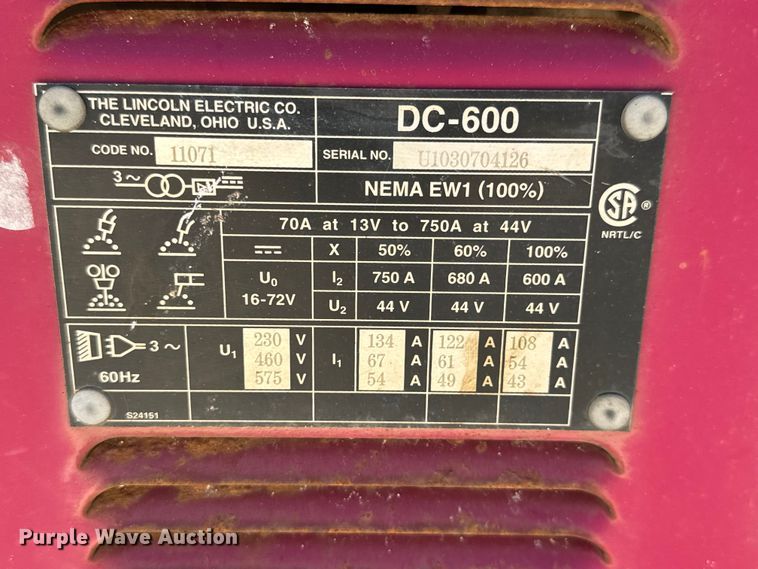 THE LINCOLN ELECTRIC CO.
CLEVELAND, OHIO U.S.A.
DC-600
CODE NO. 11071
SERIAL NO. U1030704126
3 ~
NEMA EW1 (100%)
SA ®
NRTL/C
70A at 13V to 750A at 44V
X 50% 60% 100%
U0 I2 750 A 680 A 600 A
16-72V U2 44 V 44 V 44 V
3 ~
60Hz
U1 230 V I1 134 A 122 A 108 A
460 V 67 A 61 A 54 A
575 V 54 A 49 A 43 A
S24151
Purple Wave Auction